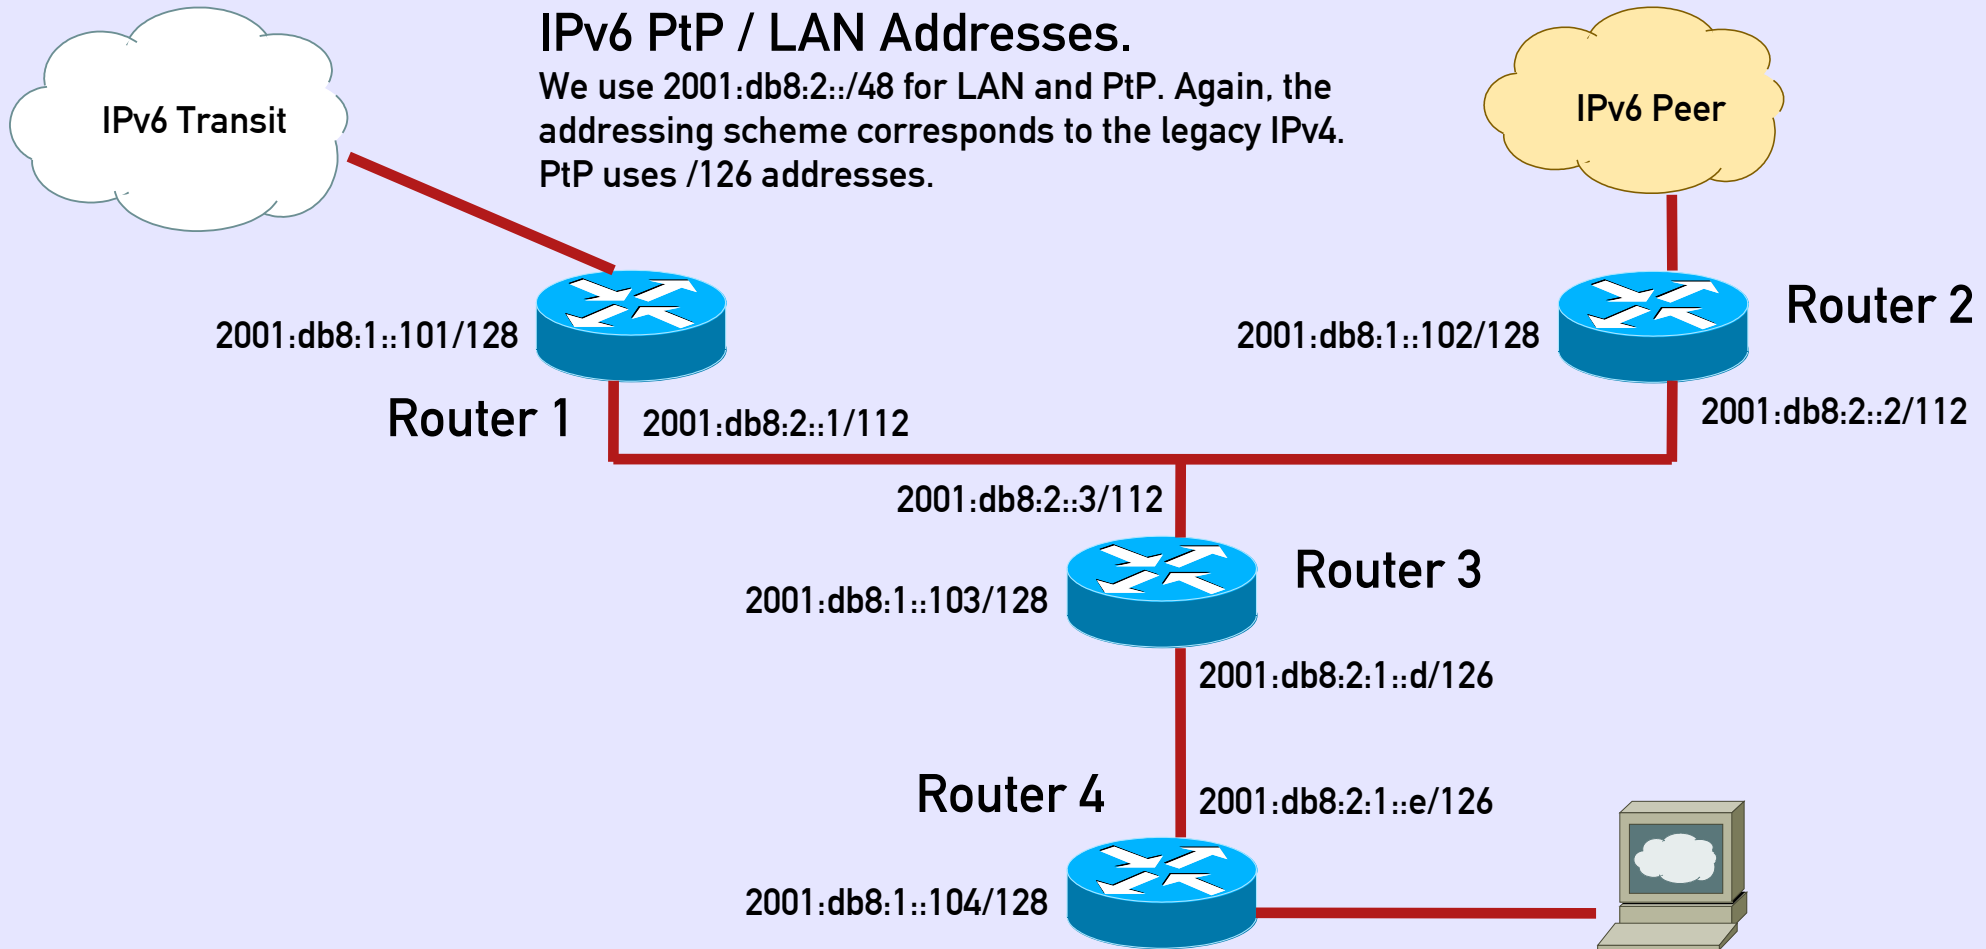 IPv6 PtP / LAN Addresses.
We use 2001:db8:2::/48 for LAN and PtP. Again, the
addressing scheme corresponds to the legacy IPv4.
PtP uses /126 addresses.
IPv6 Transit
IPv6 Peer
2001:db8:1::101/128
Router 1
2001:db8:2::1/112
2001:db8:1::102/128
Router 2
2001:db8:2::2/112
2001:db8:2::3/112
Router 3
2001:db8:1::103/128
2001:db8:2:1::d/126
Router 4
2001:db8:2:1::e/126
2001:db8:1::104/128